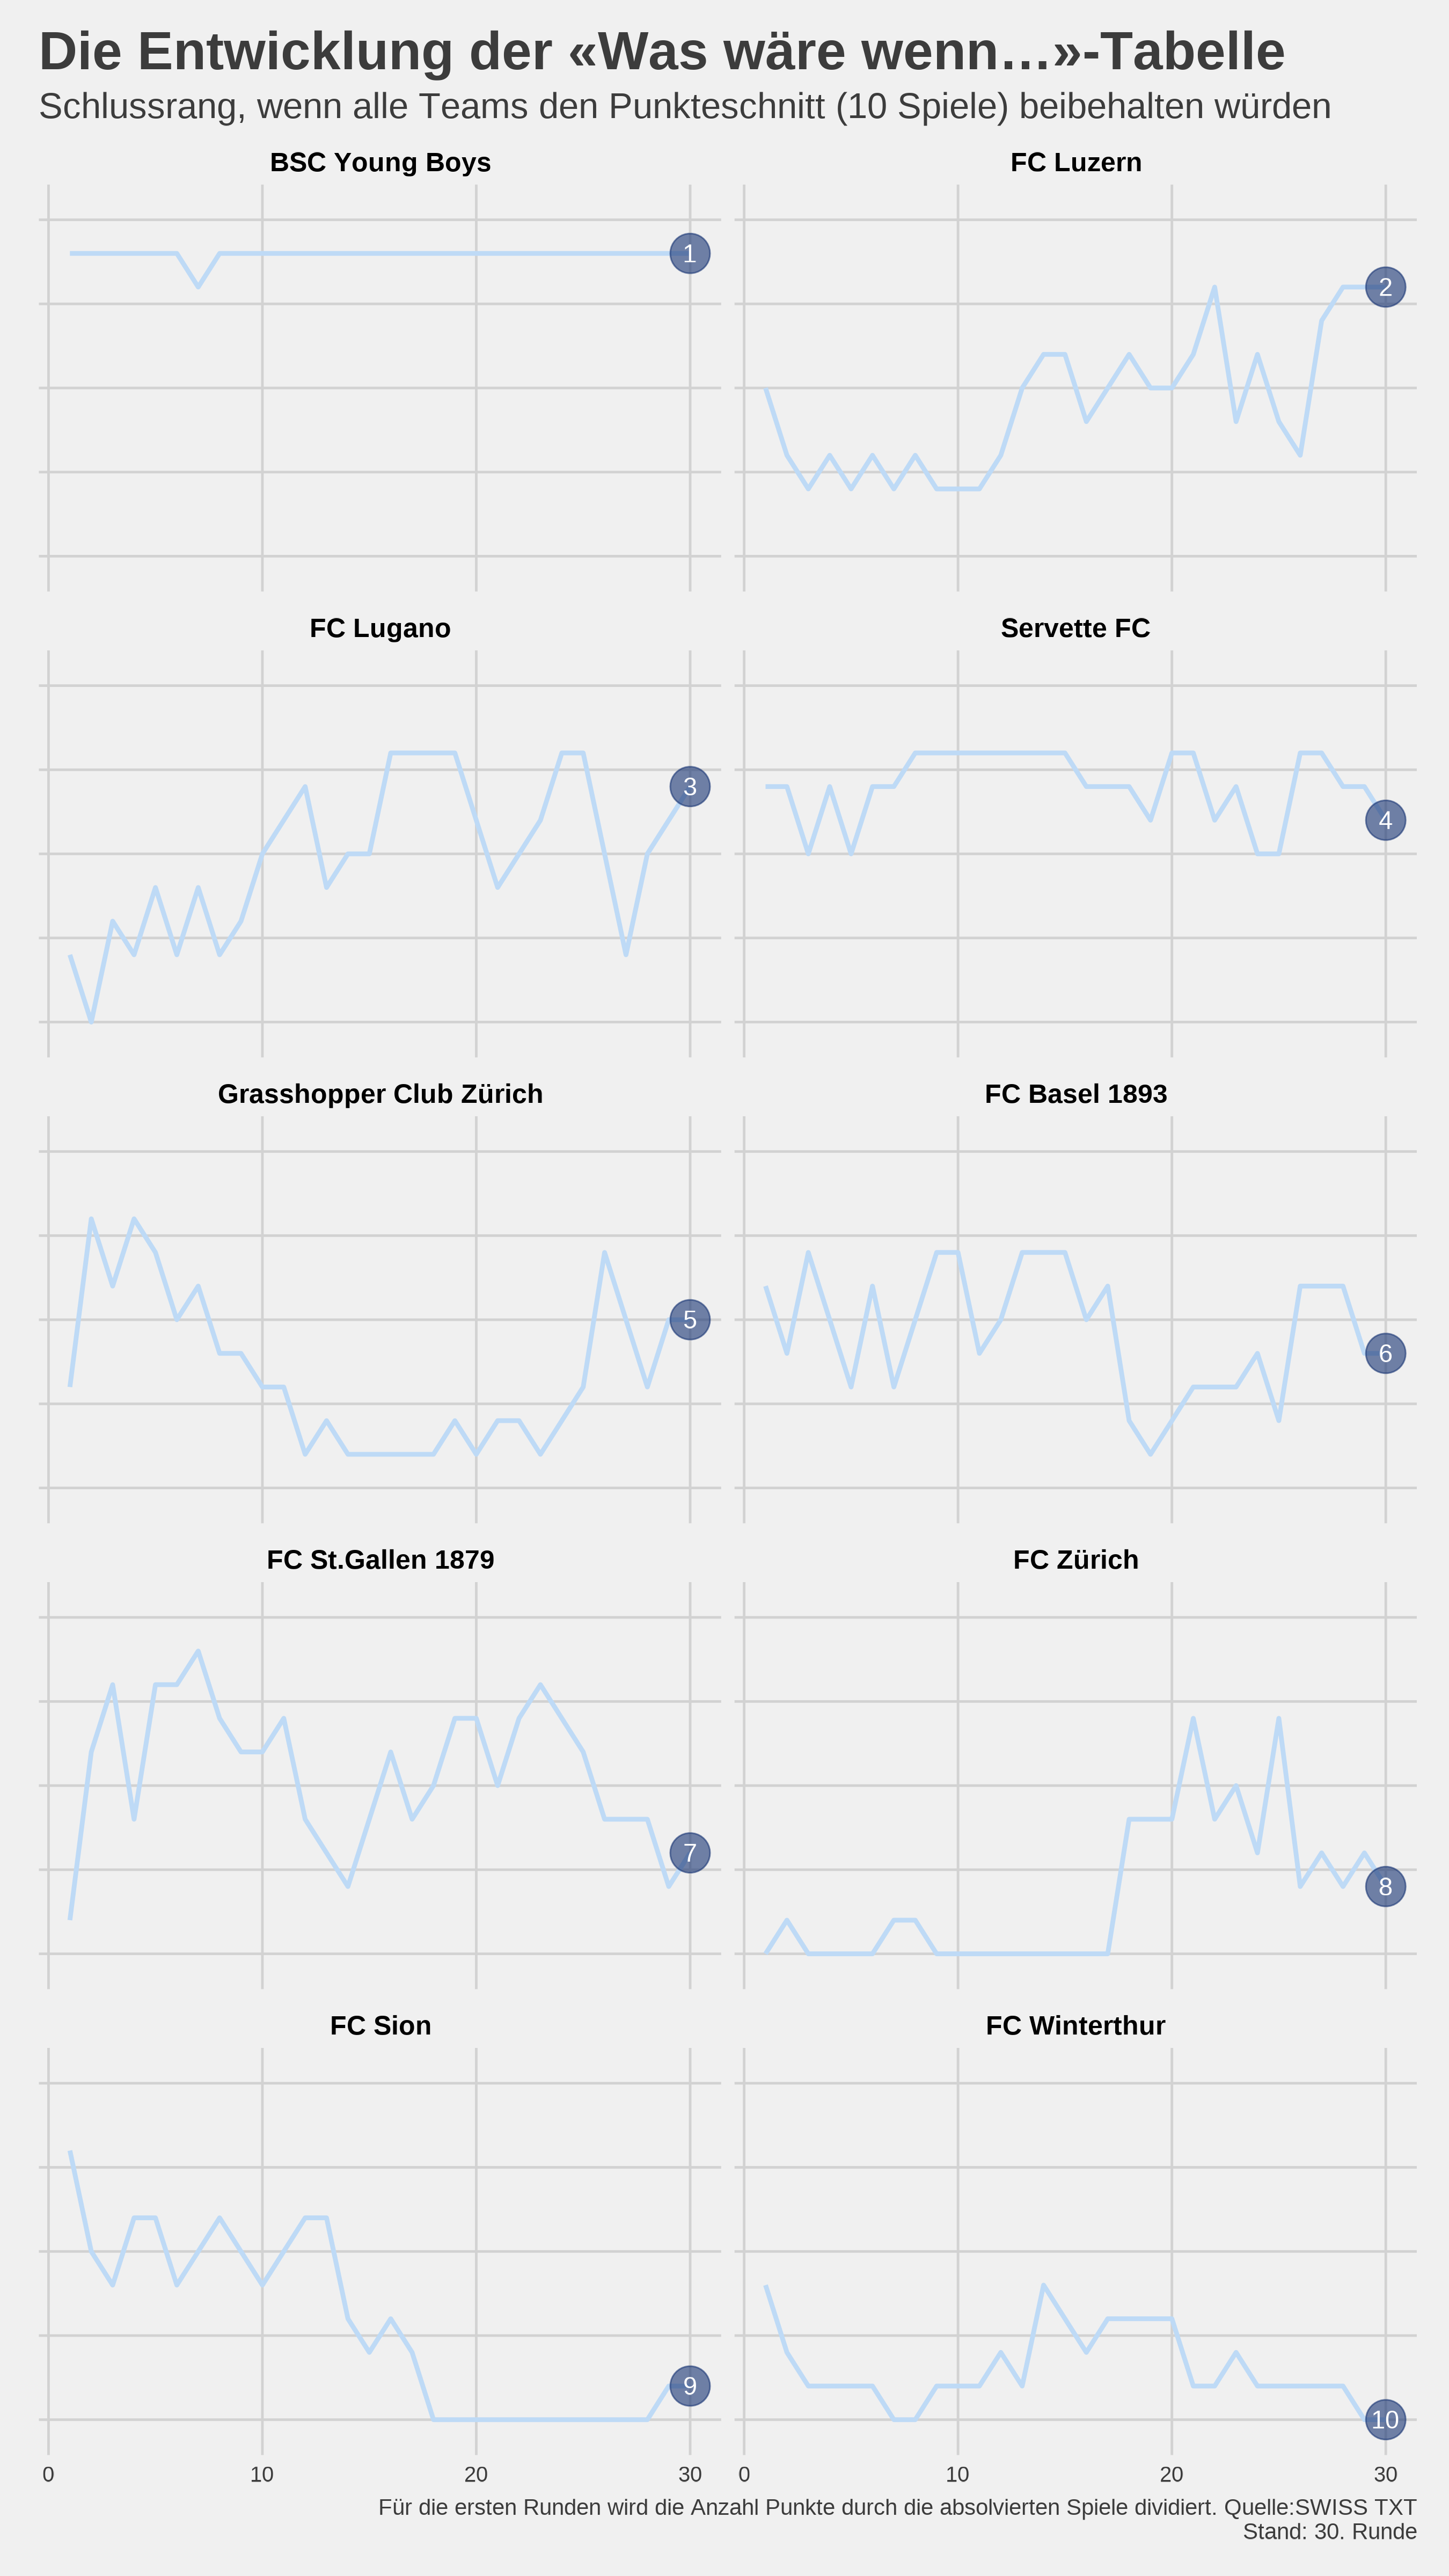 Die Entwicklung der «Was wäre wenn…»-Tabelle
Schlussrang, wenn alle Teams den Punkteschnitt (10 Spiele) beibehalten würden
BSC Young Boys
1
FC Luzern
2
FC Lugano
3
Servette FC
4
Grasshopper Club Zürich
5
FC Basel 1893
6
FC St.Gallen 1879
7
FC Zürich
8
FC Sion
9
FC Winterthur
10
0 10 20 30
0 10 20 30
Für die ersten Runden wird die Anzahl Punkte durch die absolvierten Spiele dividiert. Quelle:SWISS TXT
Stand: 30. Runde